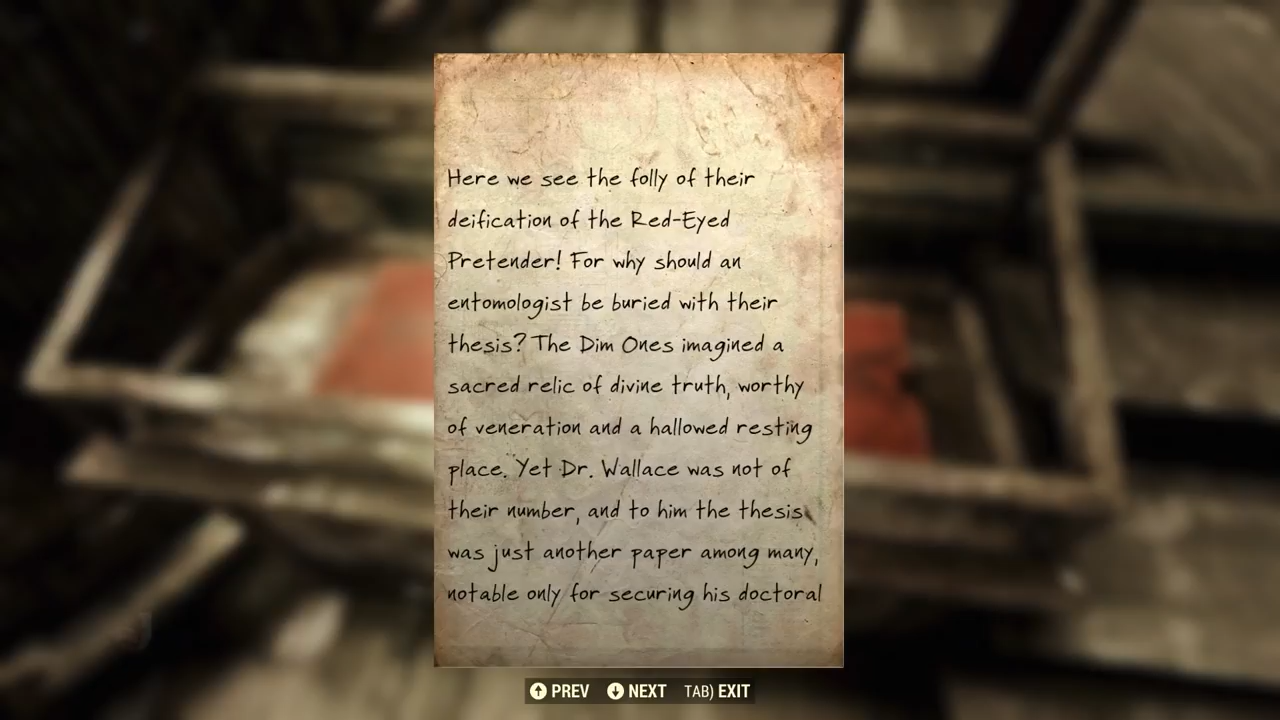 Here we see the folly of their
deification of the Red-Eyed
Pretender! For why should an
entomologist be buried with their
thesis? The Dim Ones imagined a
sacred relic of divine truth, worthy
of veneration and a hallowed resting
place. Yet Dr. Wallace was not of
their number, and to him the thesis
was just another paper among many,
notable only for securing his doctoral
PREV NEXT TAB) EXIT